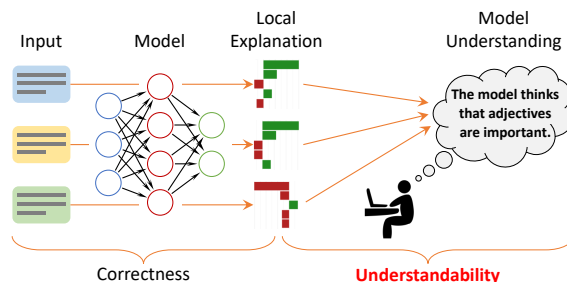 Input
Model
Local
Explanation
Model
Understanding
The model thinks
that adjectives
are important.
Correctness
Understandability